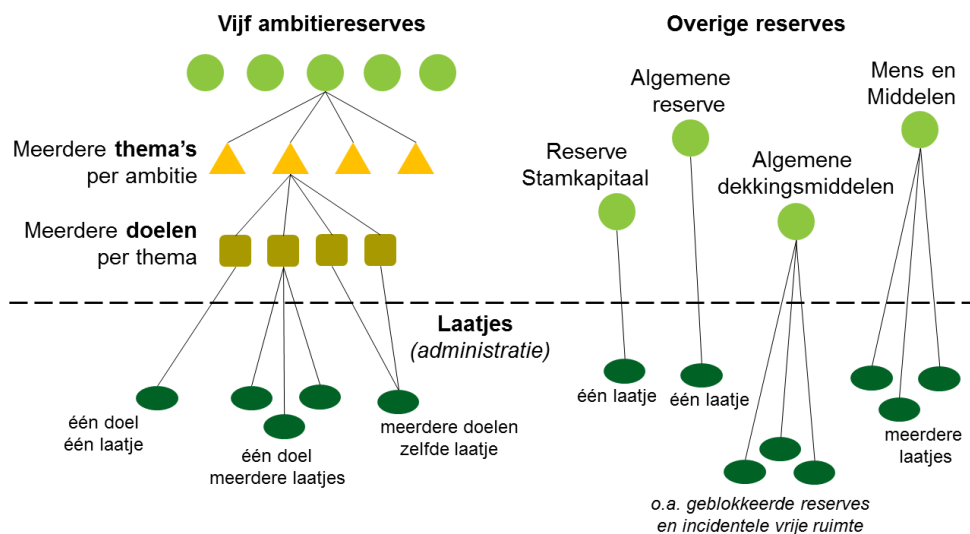 Vijf ambitiereserves
Meerdere thema's
per ambitie
Meerdere doelen
per thema
Overige reserves
Algemene
reserve
Mens en
Middelen
Reserve
Stamkapitaal
Algemene
dekkingsmiddelen
Laatjes
(administratie)
één doel
één laatje
één doel
meerdere laatjes
meerdere doelen
zelfde laatje
één laatje
één laatje
o.a. geblokkeerde reserves
en incidentele vrije ruimte
meerdere
laatjes